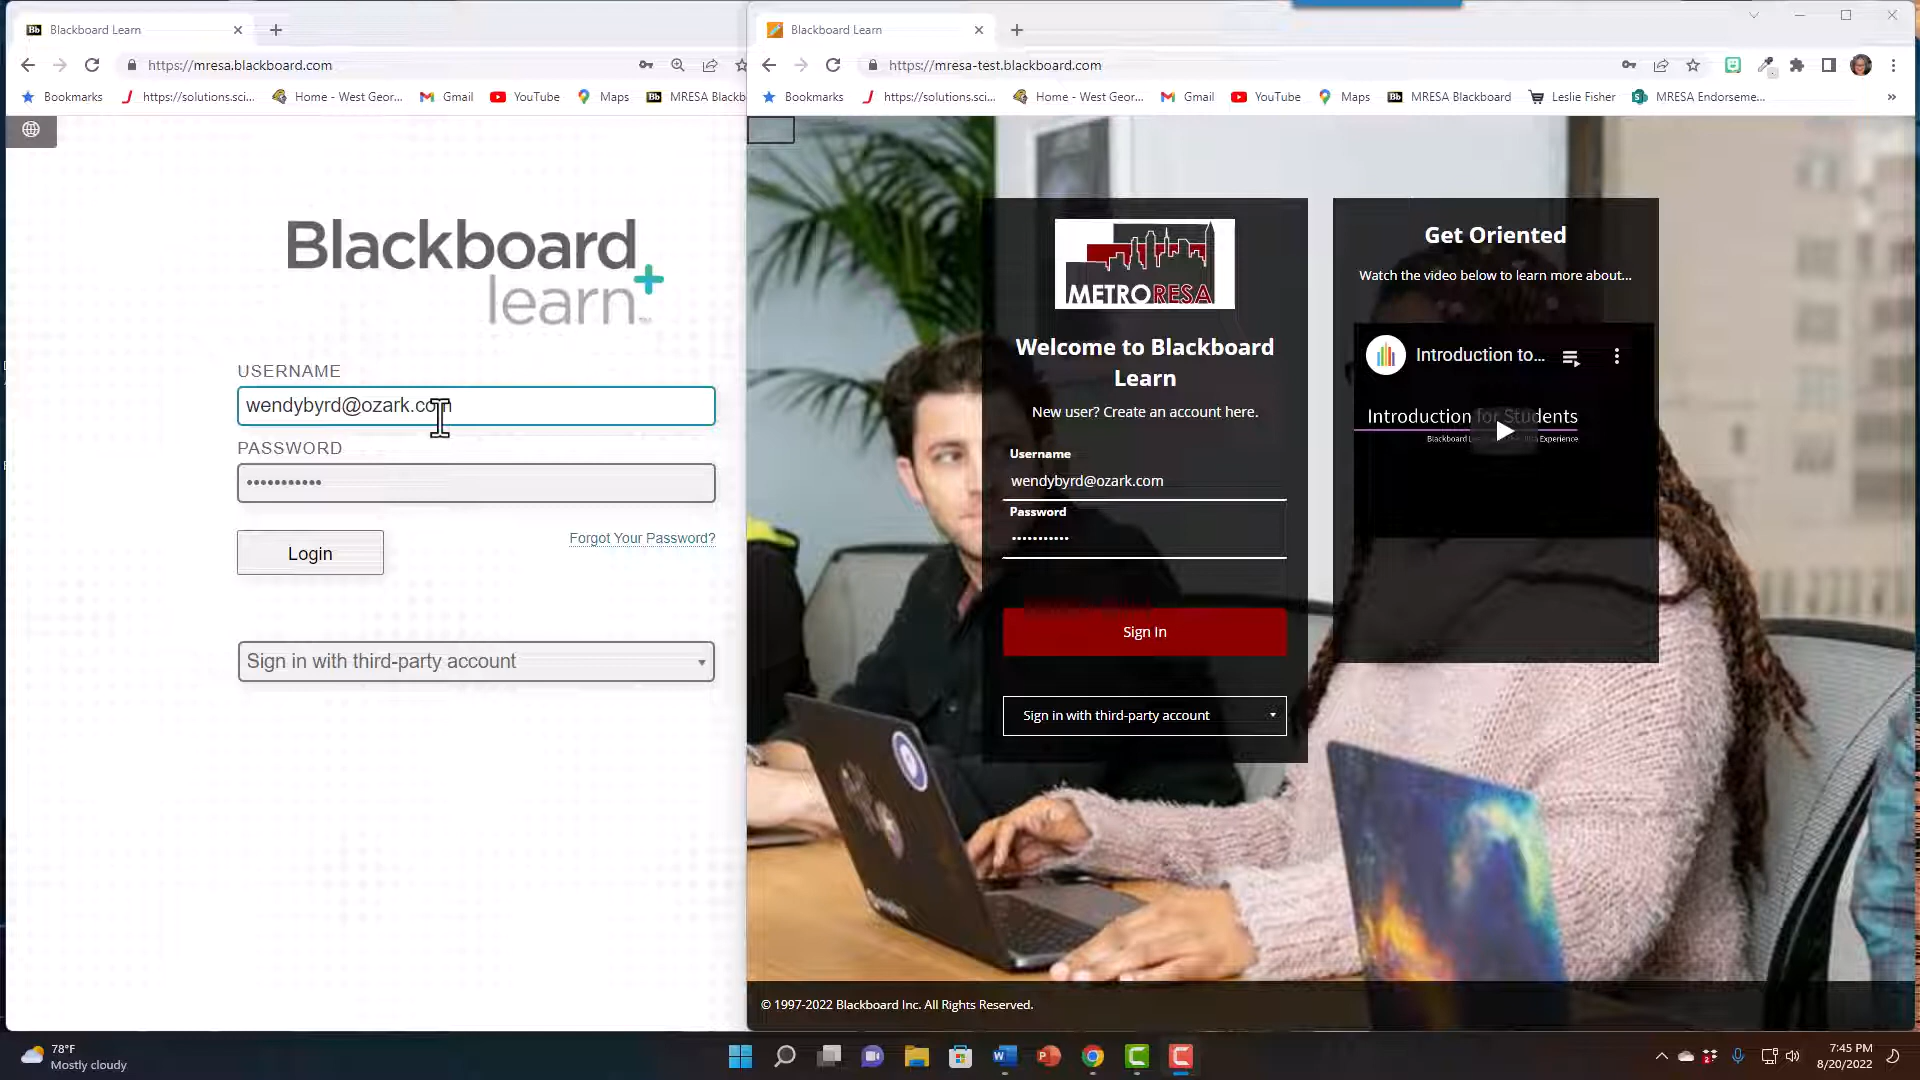 Blackboard Learn
https://mresa.blackboard.com
Bookmarks
https://solutions.sci...
Home - West Geor...
Gmail
YouTube
Maps
MRESA Blackb
Blackboard
learn
USERNAME
wendybyrd@ozark.com
PASSWORD
•••••••••••
Login
Forgot Your Password?
Sign in with third-party account
Blackboard Learn
https://mresa-test.blackboard.com
Bookmarks
https://solutions.sci...
Home - West Geor...
Gmail
YouTube
Maps
MRESA Blackboard
Leslie Fisher
MRESA Endorseme...
»
METRORESA
Welcome to Blackboard
Learn
New user? Create an account here.
Username
wendybyrd@ozark.com
Password
•••••••••••
Sign In
Sign in with third-party account
Get Oriented
Watch the video below to learn more about...
Introduction to...
Introduction for Students
© 1997-2022 Blackboard Inc. All Rights Reserved.
78°F
Mostly cloudy
7:45 PM
8/20/2022